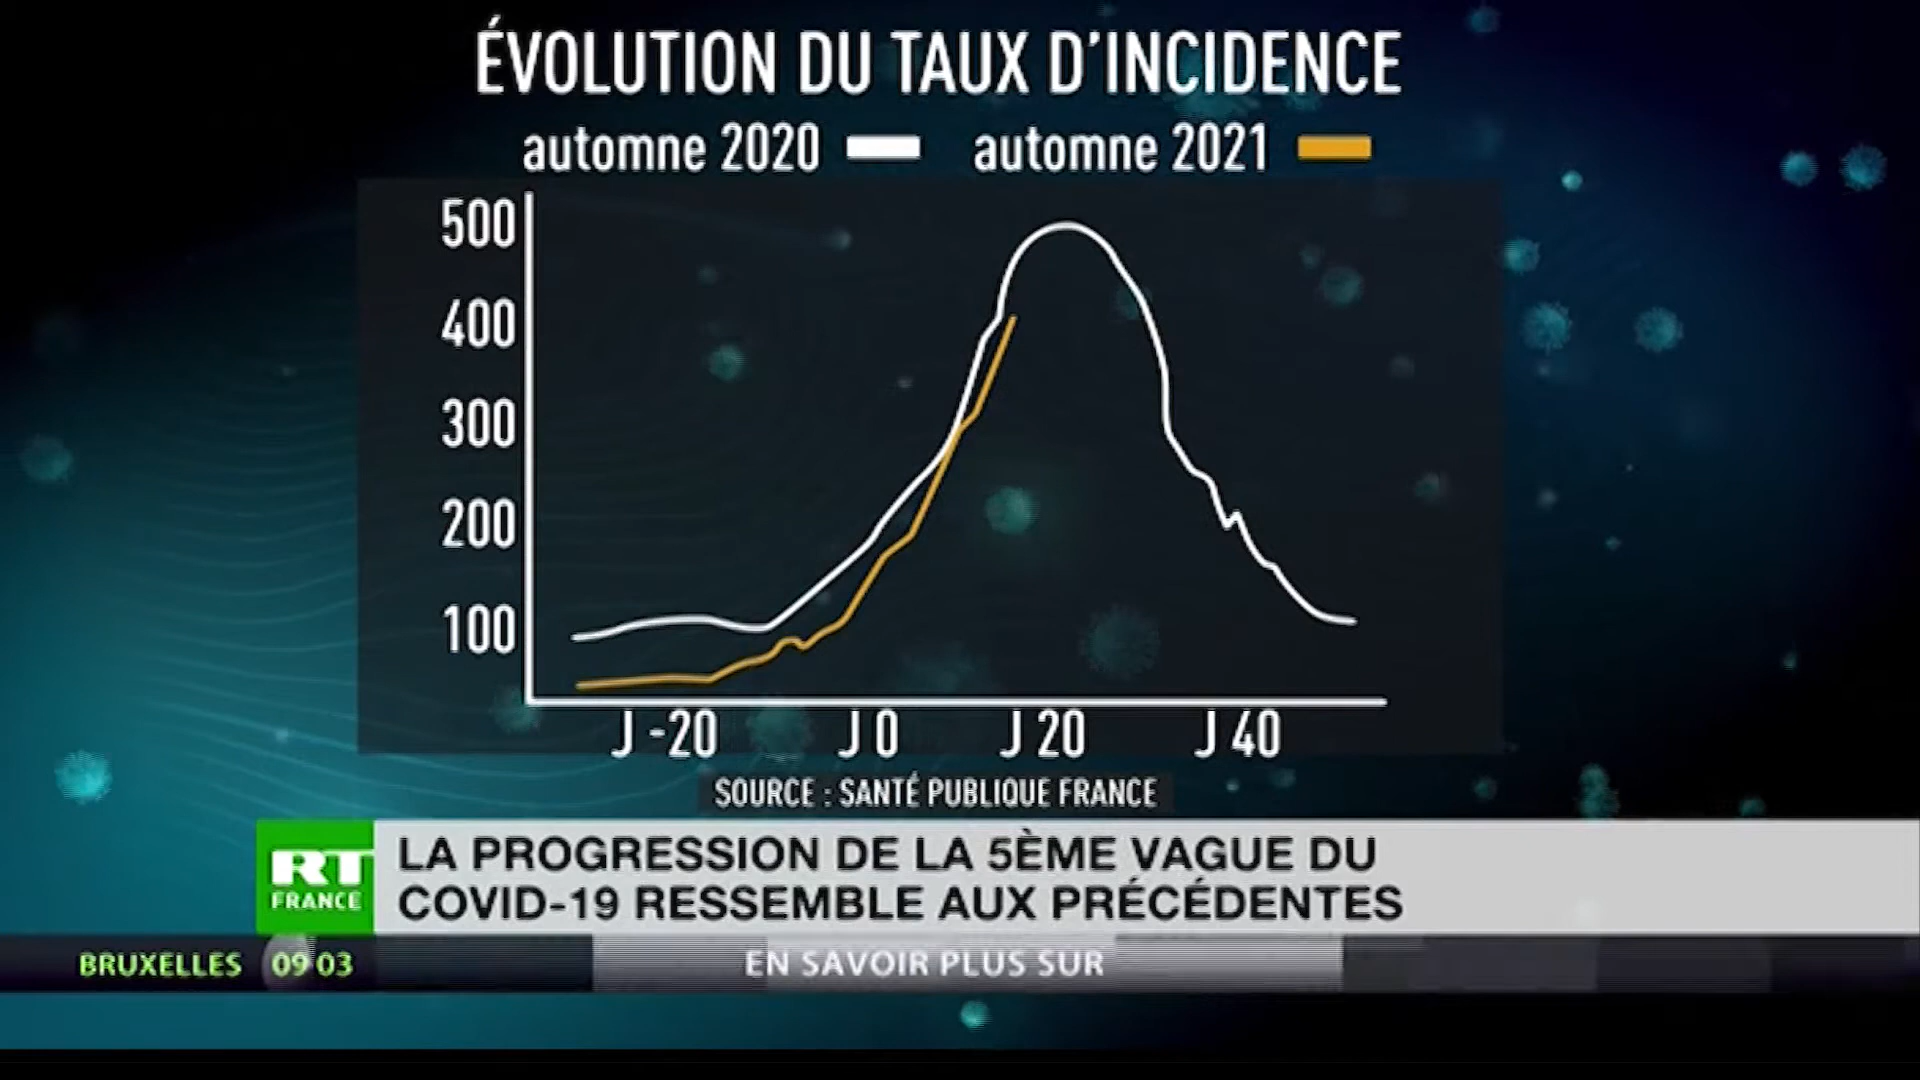 ÉVOLUTION DU TAUX D'INCIDENCE
automne 2020 automne 2021
500
400
300
200
100
J -20 J 0 J 20 J 40
SOURCE : SANTÉ PUBLIQUE FRANCE
RT
FRANCE
LA PROGRESSION DE LA 5ÈME VAGUE DU
COVID-19 RESSEMBLE AUX PRÉCÉDENTES
BRUXELLES 09 03 EN SAVOIR PLUS SUR